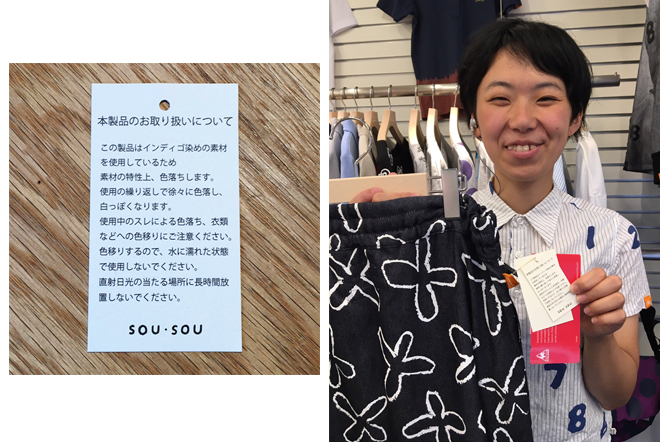 本製品のお取り扱いについて
この製品はインディゴ染めの素材
を使用しているため
素材の特性上、色落ちします。
使用の繰り返しで徐々に色落し、
白っぽくなります。
使用中のスレによる色落ち、衣類
などへの色移りにご注意ください。
色移りするので、水に濡れた状態
で使用しないでください。
直射日光の当たる場所に長時間放
置しないでください。
SOU・SOU
1
2
7
8
8